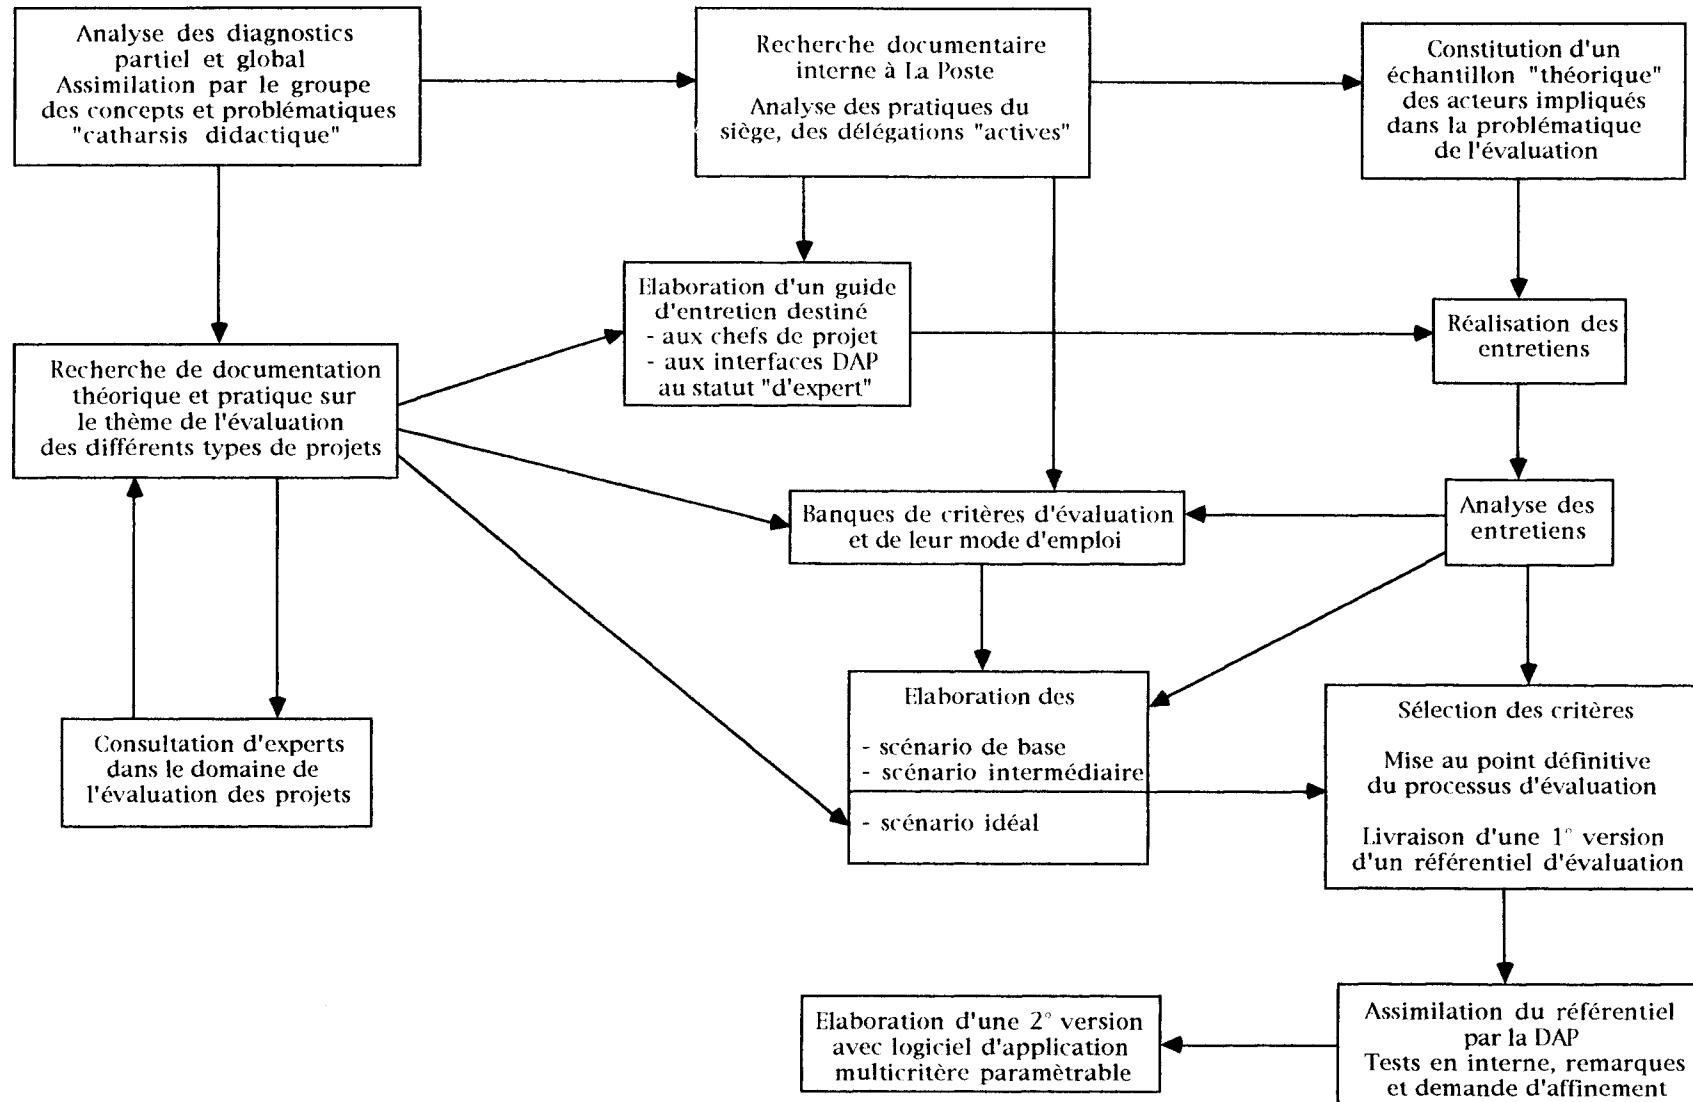 Analyse des diagnostics
partiel et global
Assimilation par le groupe
des concepts et problématiques
"catharsis didactique"
Recherche documentaire
interne à La Poste
Analyse des pratiques du
siège, des délégations "actives"
Constitution d'un
échantillon "théorique"
des acteurs impliqués
dans la problématique
de l'évaluation
Elaboration d'un guide
d'entretien destiné
- aux chefs de projet
- aux interfaces DAP
au statut "d'expert"
Réalisation des
entretiens
Recherche de documentation
théorique et pratique sur
le thème de l'évaluation
des différents types de projets
Banques de critères d'évaluation
et de leur mode d'emploi
Analyse des
entretiens
Consultation d'experts
dans le domaine de
l'évaluation des projets
Elaboration des
- scénario de base
- scénario intermédiaire
- scénario idéal
Sélection des critères
Mise au point définitive
du processus d'évaluation
Livraison d'une 1° version
d'un référentiel d'évaluation
Elaboration d'une 2° version
avec logiciel d'application
multicritère paramètrable
Assimilation du référentiel
par la DAP
Tests en interne, remarques
et demande d'affinement